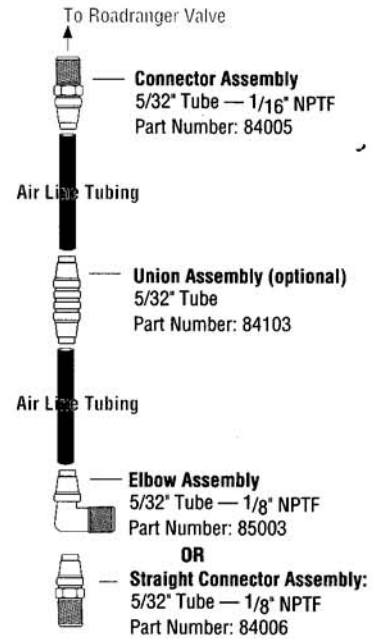 To Roadranger Valve
Connector Assembly
5/32" Tube — 1/16" NPTF
Part Number: 84005
Air Line Tubing
Union Assembly (optional)
5/32" Tube
Part Number: 84103
Air Line Tubing
Elbow Assembly
5/32" Tube — 1/8" NPTF
Part Number: 85003
OR
Straight Connector Assembly:
5/32" Tube — 1/8" NPTF
Part Number: 84006